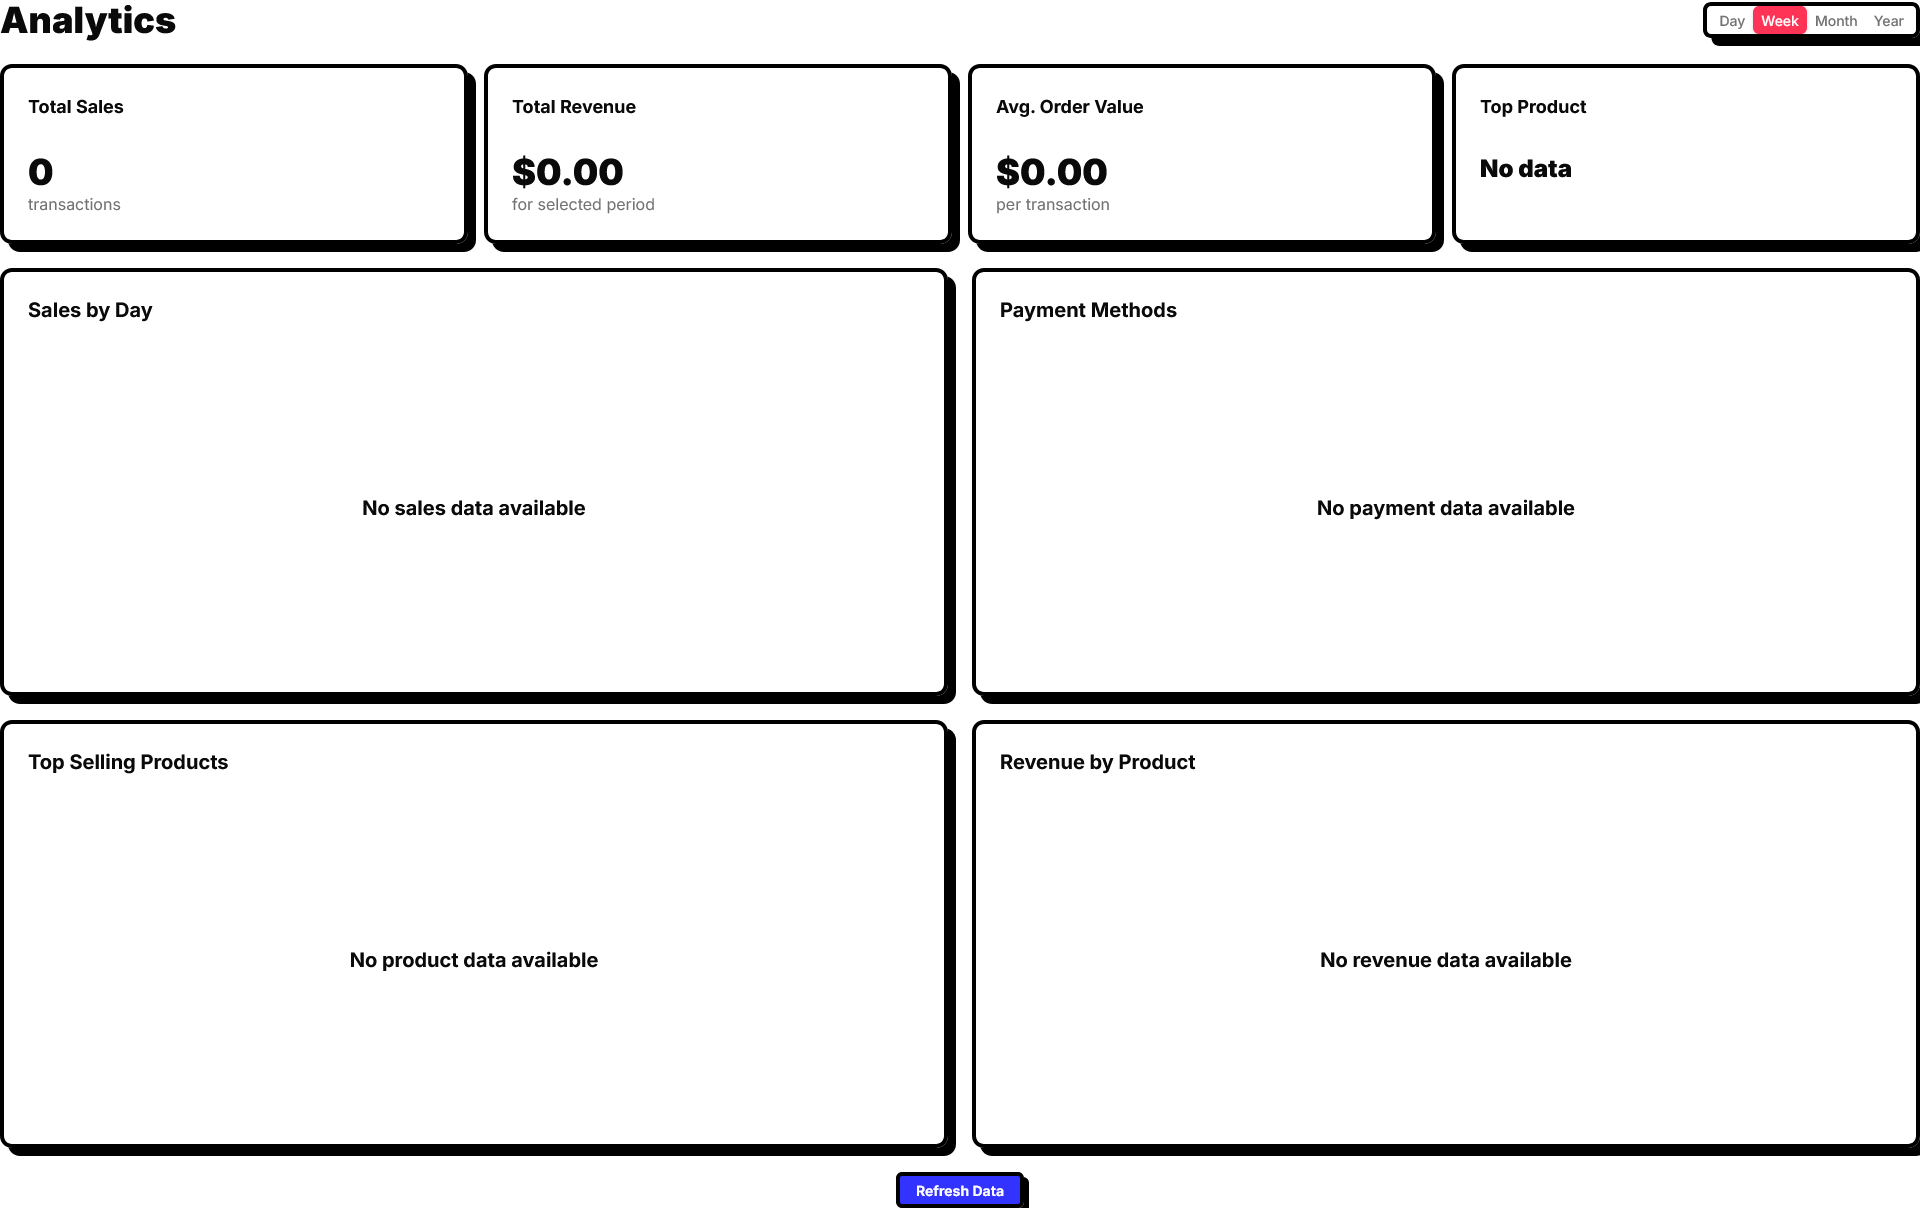 Analytics
Day Week Month Year
Total Sales
0
transactions
Total Revenue
$0.00
for selected period
Avg. Order Value
$0.00
per transaction
Top Product
No data
Sales by Day
No sales data available
Payment Methods
No payment data available
Top Selling Products
No product data available
Revenue by Product
No revenue data available
Refresh Data